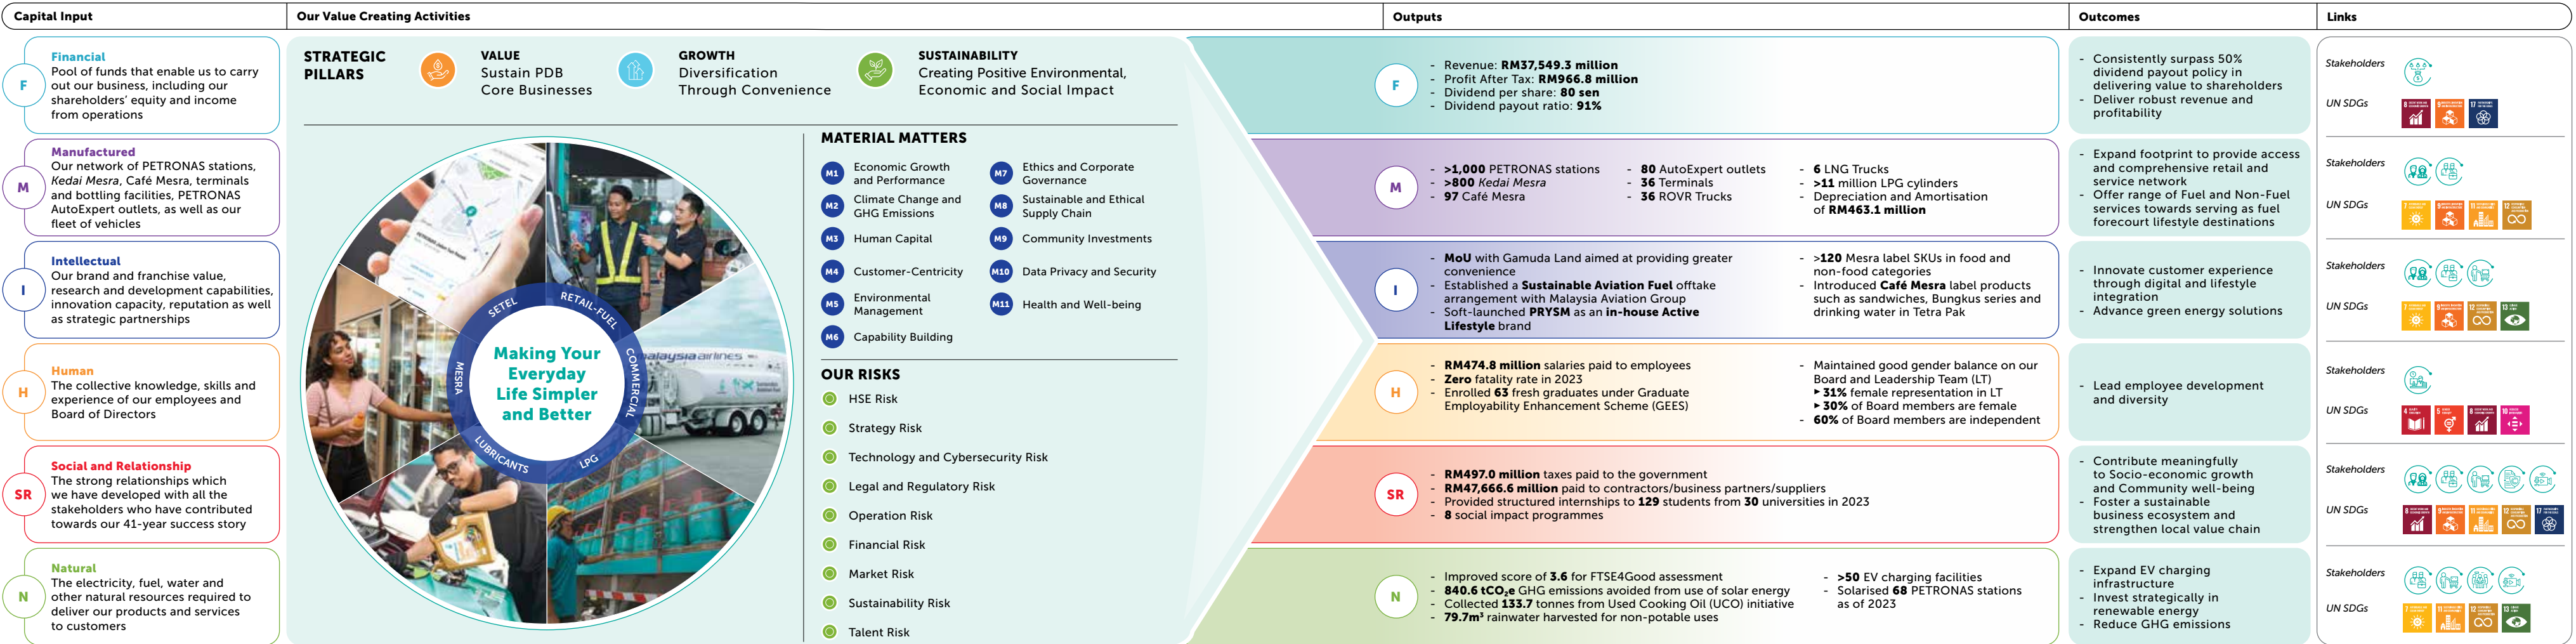 Capital Input
Our Value Creating Activities
Outputs
Outcomes
Links
F
Financial
Pool of funds that enable us to carry
out our business, including our
shareholders' equity and income
from operations
M
Manufactured
Our network of PETRONAS stations,
Kedai Mesra, Café Mesra, terminals
and bottling facilities, PETRONAS
AutoExpert outlets, as well as our
fleet of vehicles
I
Intellectual
Our brand and franchise value,
research and development capabilities,
innovation capacity, reputation as well
as strategic partnerships
H
Human
The collective knowledge, skills and
experience of our employees and
Board of Directors
SR
Social and Relationship
The strong relationships which
we have developed with all the
stakeholders who have contributed
towards our 41-year success story
N
Natural
The electricity, fuel, water and
other natural resources required to
deliver our products and services
to customers
STRATEGIC
PILLARS
VALUE
Sustain PDB
Core Businesses
GROWTH
Diversification
Through Convenience
SUSTAINABILITY
Creating Positive Environmental,
Economic and Social Impact
SETEL
RETAIL-FUEL
COMMERCIAL
LPG
LUBRICANTS
MESRA
Making Your
Everyday
Life Simpler
and Better
malaysia airlines
MATERIAL MATTERS
M1 Economic Growth
and Performance
M2 Climate Change and
GHG Emissions
M3 Human Capital
M4 Customer-Centricity
M5 Environmental
Management
M6 Capability Building
M7 Ethics and Corporate
Governance
M8 Sustainable and Ethical
Supply Chain
M9 Community Investments
M10 Data Privacy and Security
M11 Health and Well-being
OUR RISKS
HSE Risk
Strategy Risk
Technology and Cybersecurity Risk
Legal and Regulatory Risk
Operation Risk
Financial Risk
Market Risk
Sustainability Risk
Talent Risk
F
- Revenue: RM37,549.3 million
- Profit After Tax: RM966.8 million
- Dividend per share: 80 sen
- Dividend payout ratio: 91%
- Consistently surpass 50%
dividend payout policy in
delivering value to shareholders
- Deliver robust revenue and
profitability
Stakeholders
UN SDGs
8
9
17
M
- >1,000 PETRONAS stations
- >800 Kedai Mesra
- 97 Café Mesra
- 80 AutoExpert outlets
- 36 Terminals
- 36 ROVR Trucks
- 6 LNG Trucks
- >11 million LPG cylinders
- Depreciation and Amortisation
of RM463.1 million
- Expand footprint to provide access
and comprehensive retail and
service network
- Offer range of Fuel and Non-Fuel
services towards serving as fuel
forecourt lifestyle destinations
Stakeholders
UN SDGs
7
9
11
12
I
- MoU with Gamuda Land aimed at providing greater
convenience
- Established a Sustainable Aviation Fuel offtake
arrangement with Malaysia Aviation Group
- Soft-launched PRYSM as an in-house Active
Lifestyle brand
- >120 Mesra label SKUs in food and
non-food categories
- Introduced Café Mesra label products
such as sandwiches, Bungkus series and
drinking water in Tetra Pak
- Innovate customer experience
through digital and lifestyle
integration
- Advance green energy solutions
Stakeholders
UN SDGs
7
9
12
13
H
- RM474.8 million salaries paid to employees
- Zero fatality rate in 2023
- Enrolled 63 fresh graduates under Graduate
Employability Enhancement Scheme (GEES)
- Maintained good gender balance on our
Board and Leadership Team (LT)
▸ 31% female representation in LT
▸ 30% of Board members are female
- 60% of Board members are independent
- Lead employee development
and diversity
Stakeholders
UN SDGs
4
5
8
10
SR
- RM497.0 million taxes paid to the government
- RM47,666.6 million paid to contractors/business partners/suppliers
- Provided structured internships to 129 students from 30 universities in 2023
- 8 social impact programmes
- Contribute meaningfully
to Socio-economic growth
and Community well-being
- Foster a sustainable
business ecosystem and
strengthen local value chain
Stakeholders
UN SDGs
8
9
11
12
17
N
- Improved score of 3.6 for FTSE4Good assessment
- 840.6 tCO₂e GHG emissions avoided from use of solar energy
- Collected 133.7 tonnes from Used Cooking Oil (UCO) initiative
- 79.7m³ rainwater harvested for non-potable uses
- >50 EV charging facilities
- Solarised 68 PETRONAS stations
as of 2023
- Expand EV charging
infrastructure
- Invest strategically in
renewable energy
- Reduce GHG emissions
Stakeholders
UN SDGs
7
11
12
13